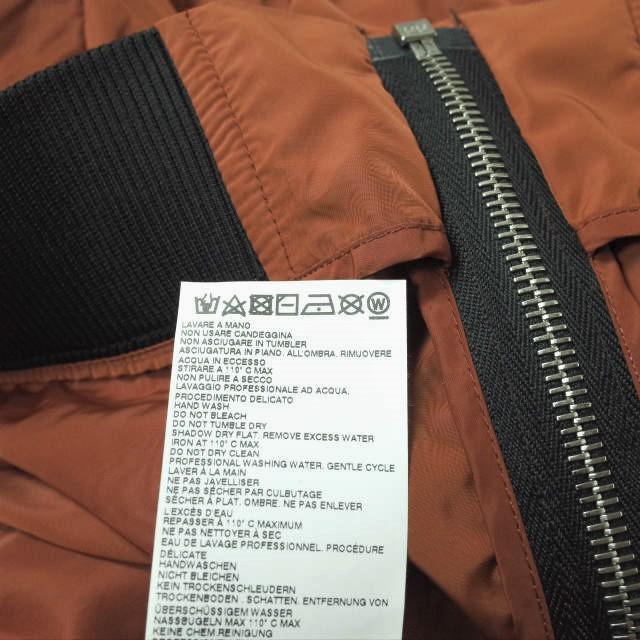 W
LAVARE A MANO
NON USARE CANDEGGINA
NON ASCIUGARE IN TUMBLER
ASCIUGATURA IN PIANO. ALL'OMBRA. RIMUOVERE
ACQUA IN ECCESSO
STIRARE A 110° C MAX
NON PULIRE A SECCO
LAVAGGIO PROFESSIONALE AD ACQUA.
PROCEDIMENTO DELICATO
HAND WASH
DO NOT BLEACH
DO NOT TUMBLE DRY
SHADOW DRY FLAT. REMOVE EXCESS WATER
IRON AT 110° C MAX.
DO NOT DRY CLEAN
PROFESSIONAL WASHING WATER. GENTLE CYCLE
LAVER À LA MAIN
NE PAS JAVELLISER
NE PAS SÉCHER PAR CULBUTAGE
SÉCHER À PLAT. OMBRE. NE PAS ENLEVER
L'EXCÈS D'EAU
REPASSER À 110° C MAXIMUM
NE PAS NETTOYER À SEC
EAU DE LAVAGE PROFESSIONNEL. PROCÉDURE
DÉLICATE
HANDWASCHEN
NICHT BLEICHEN
KEIN TROCKENSCHLEUDERN
TROCKENBODEN . SCHATTEN. ENTFERNUNG VON
ÜBERSCHÜSSIGEM WASSER
NASSBÜGELN MAX 110° C
KEINE CHEM.REINIGUNG